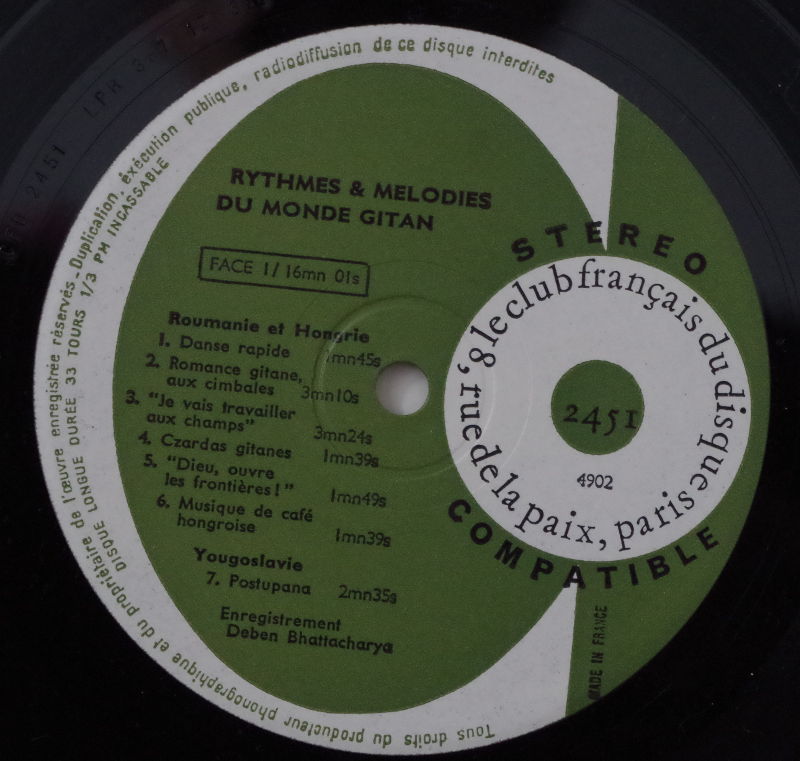 RYTHMES & MELODIES
DU MONDE GITAN
FACE 1/16mn 01s
Roumanie et Hongrie
1. Danse rapide 1mn45s
2. Romance gitane,
aux cimbales 3mn10s
3. "Je vais travailler
aux champs" 3mn24s
4. Czardas gitanes 1mn39s
5. "Dieu, ouvre
les frontières!" 1mn49s
6. Musique de café
hongroise 1mn39s
Yougoslavie
7. Postupana 2mn35s
Enregistrement
Deben Bhattacharya
STEREO
le club français du disque
8, rue de la paix, paris
2451
4902
COMPATIBLE
MADE IN FRANCE
Tous droits du producteur phonographique et du propriétaire de l'œuvre enregistrée réservés - Duplication, éxécution publique, radiodiffusion de ce disque interdites
DISQUE LONGUE DURÉE 33 TOURS 1/3 PM INCASSABLE
2451 LPR